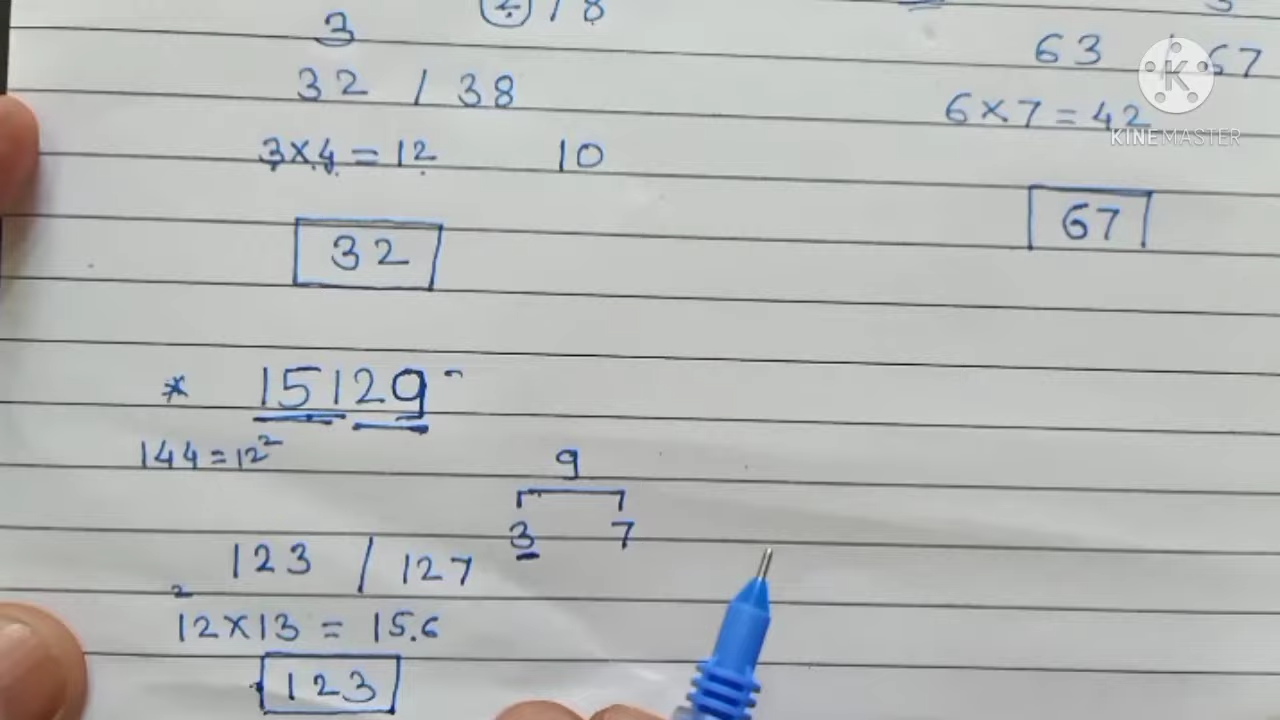 3
32 / 38
3×4 = 12 10
32
63 / 67
6×7 = 42
KINEMASTER
67
* 15129
144 = 12²
9
3 7
123 / 127
2
12×13 = 15.6
123